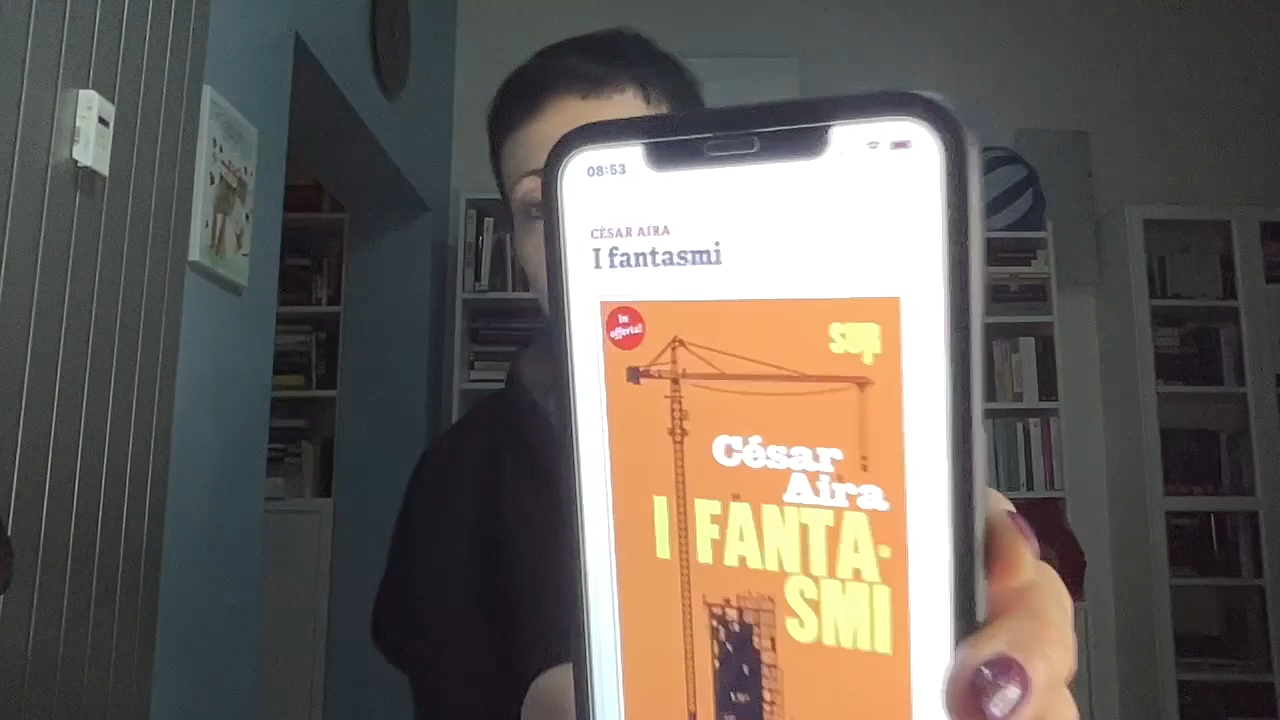 08:53
CÉSAR AIRA
I fantasmi
In
offerta!
sur
César
Aira
I FANTA-
SMI